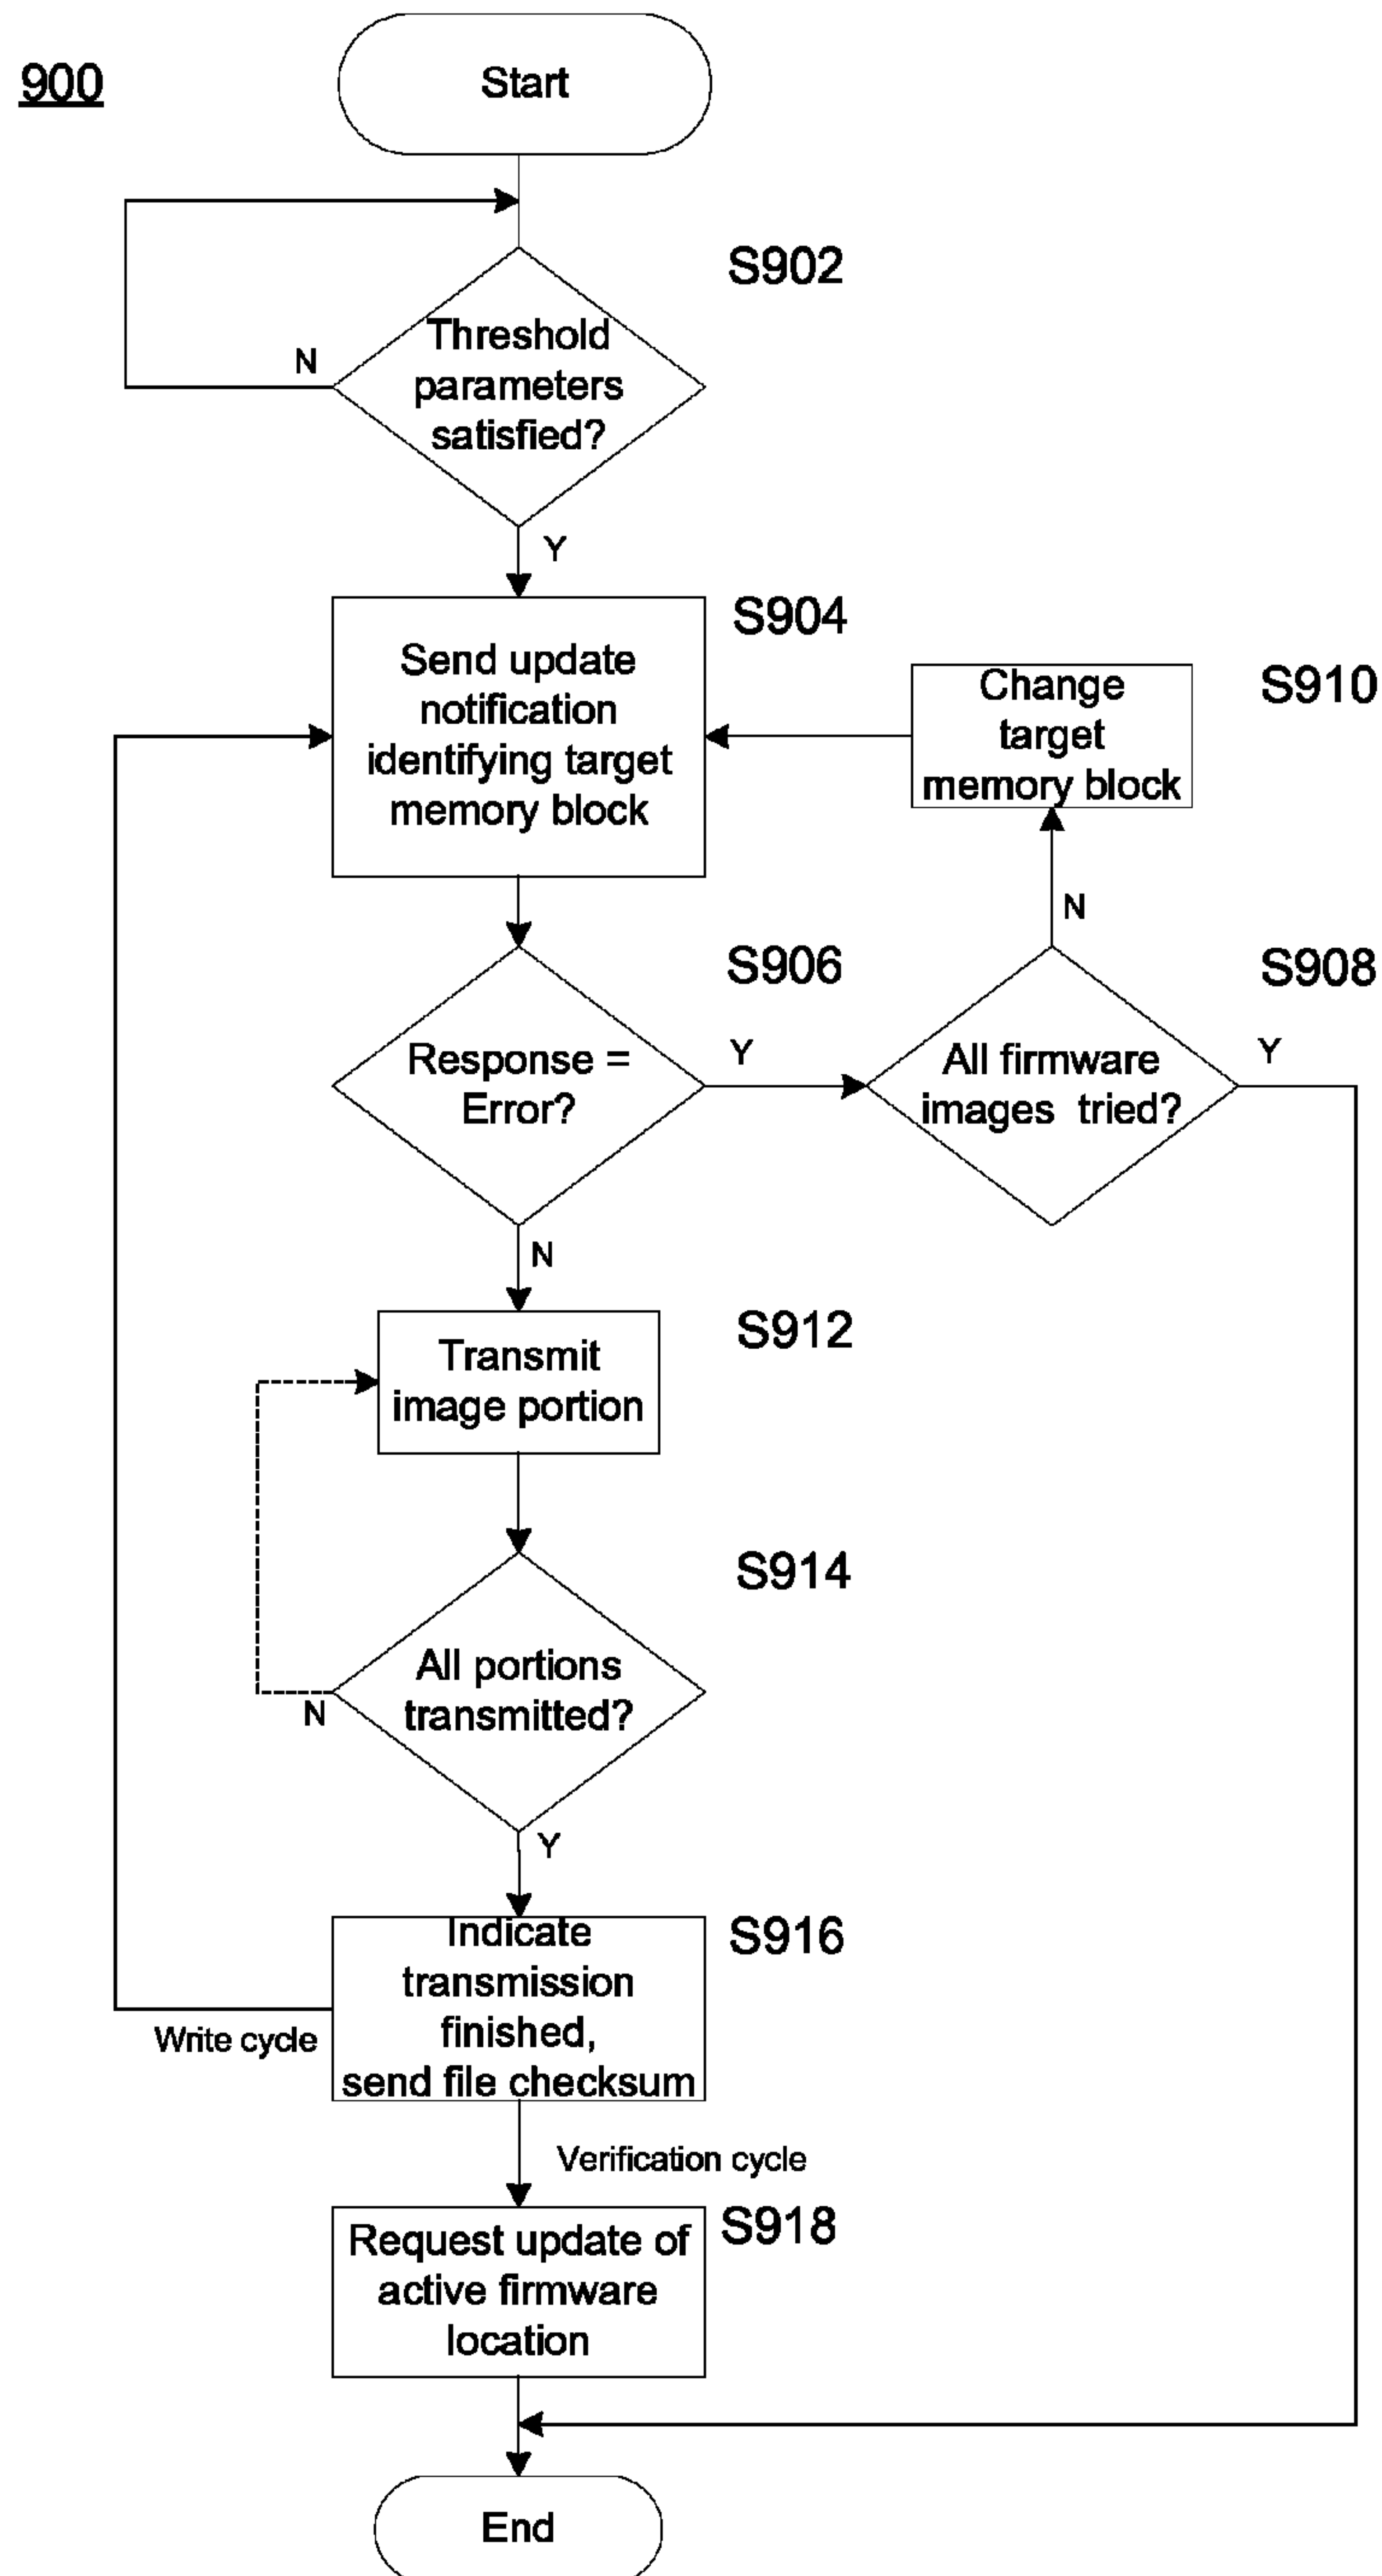 900
Start
S902
Threshold
parameters
satisfied?
N
Y
S904
Send update
notification
identifying target
memory block
S910
Change
target
memory block
N
S906
S908
Response =
Error?
Y
All firmware
images tried?
Y
N
S912
Transmit
image portion
S914
All portions
transmitted?
N
Y
S916
Indicate
transmission
finished,
send file checksum
Write cycle
Verification cycle
S918
Request update of
active firmware
location
End